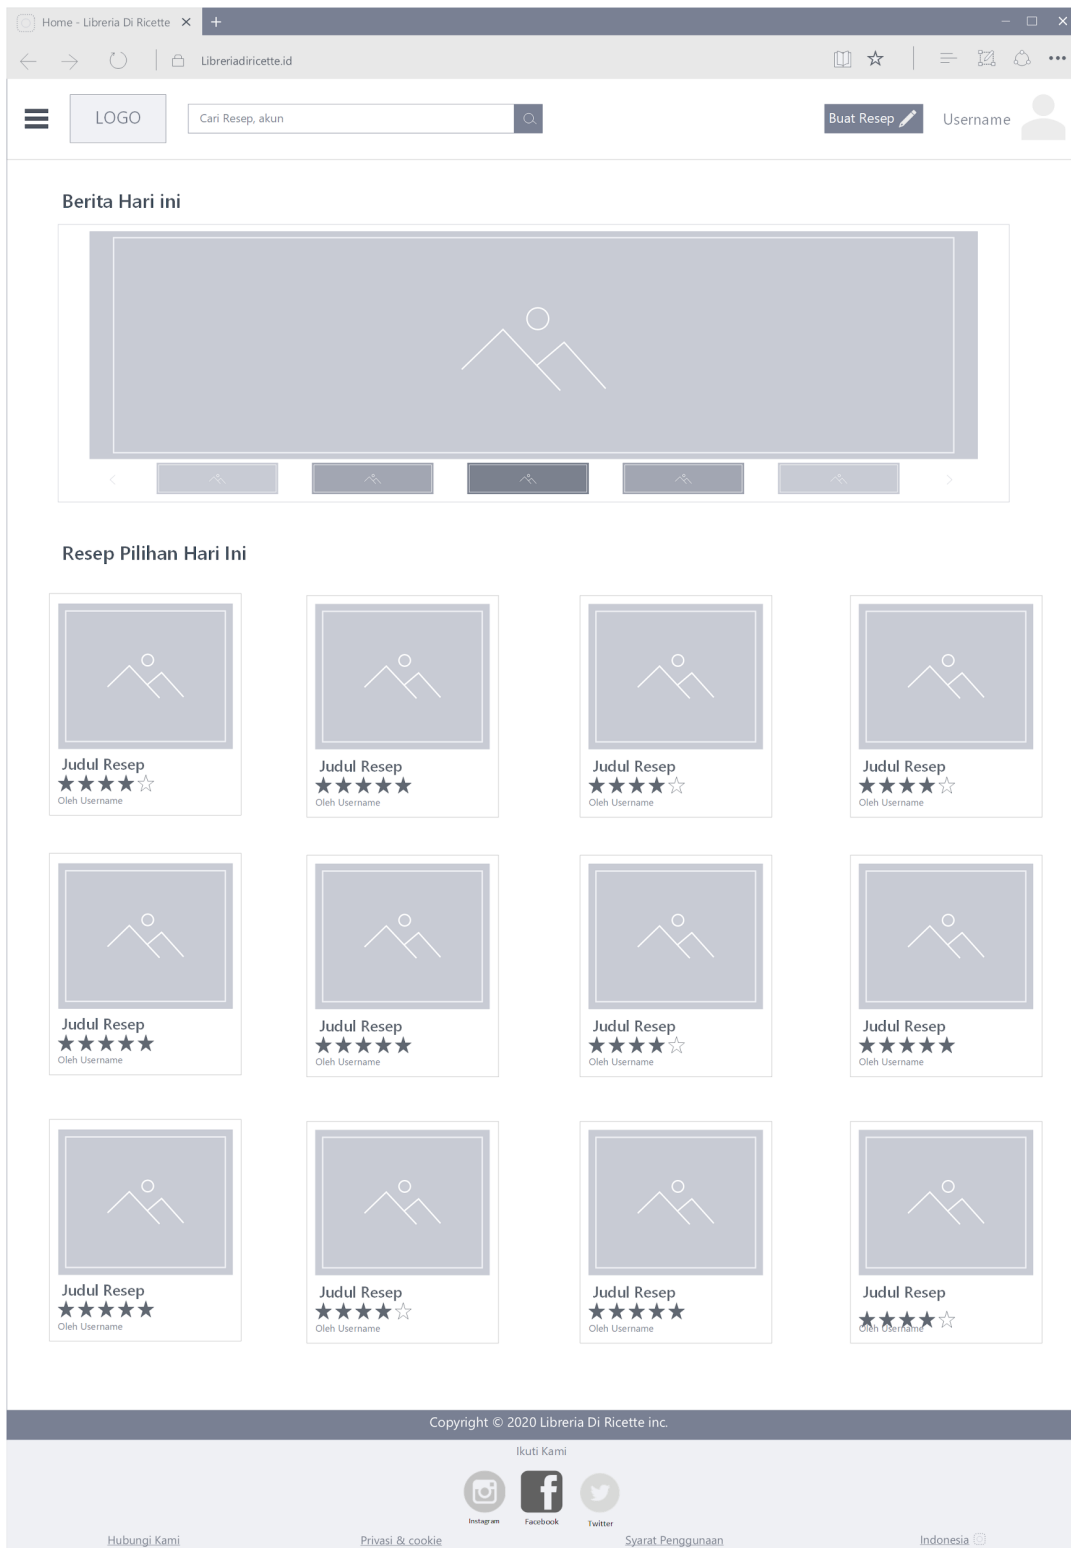 Home - Libreria Di Ricette
Libreriadiricette.id
LOGO
Cari Resep, akun
Buat Resep
Username
Berita Hari ini
Resep Pilihan Hari Ini
Judul Resep
Oleh Username
Judul Resep
Oleh Username
Judul Resep
Oleh Username
Judul Resep
Oleh Username
Judul Resep
Oleh Username
Judul Resep
Oleh Username
Judul Resep
Oleh Username
Judul Resep
Oleh Username
Judul Resep
Oleh Username
Judul Resep
Oleh Username
Judul Resep
Oleh Username
Judul Resep
Oleh Username
Copyright © 2020 Libreria Di Ricette inc.
Ikuti Kami
Instagram
Facebook
Twitter
Hubungi Kami
Privasi & cookie
Syarat Penggunaan
Indonesia